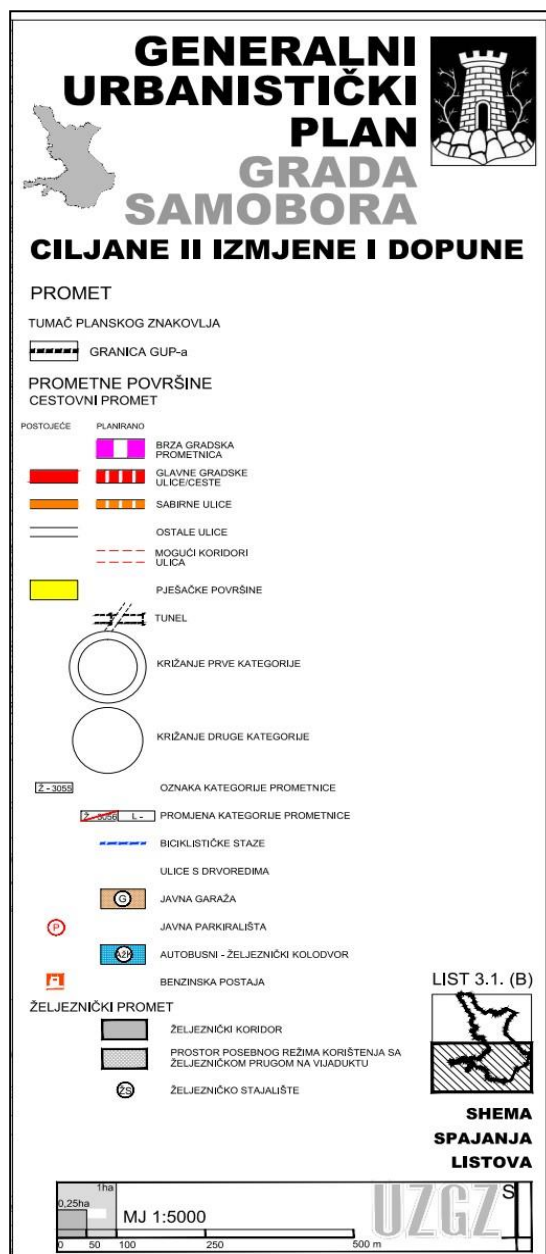 GENERALNI
URBANISTIČKI
PLAN
GRADA
SAMOBORA
CILJANE II IZMJENE I DOPUNE
PROMET
TUMAČ PLANSKOG ZNAKOVLJA
GRANICA GUP-a
PROMETNE POVRŠINE
CESTOVNI PROMET
POSTOJEĆE PLANIRANO
BRZA GRADSKA
PROMETNICA
GLAVNE GRADSKE
ULICE/CESTE
SABIRNE ULICE
OSTALE ULICE
MOGUĆI KORIDORI
ULICA
PJEŠAČKE POVRŠINE
TUNEL
KRIŽANJE PRVE KATEGORIJE
KRIŽANJE DRUGE KATEGORIJE
Ž - 3055 OZNAKA KATEGORIJE PROMETNICE
Ž - 3056 L - PROMJENA KATEGORIJE PROMETNICE
BICIKLISTIČKE STAZE
ULICE S DRVOREDIMA
G JAVNA GARAŽA
P JAVNA PARKIRALIŠTA
AŽK AUTOBUSNI - ŽELJEZNIČKI KOLODVOR
BENZINSKA POSTAJA
LIST 3.1. (B)
ŽELJEZNIČKI PROMET
ŽELJEZNIČKI KORIDOR
PROSTOR POSEBNOG REŽIMA KORIŠTENJA SA
ŽELJEZNIČKOM PRUGOM NA VIJADUKTU
ŽS ŽELJEZNIČKO STAJALIŠTE
SHEMA
SPAJANJA
LISTOVA
1ha
0,25ha
MJ 1:5000
UZGZ
S
0 50 100 250 500 m